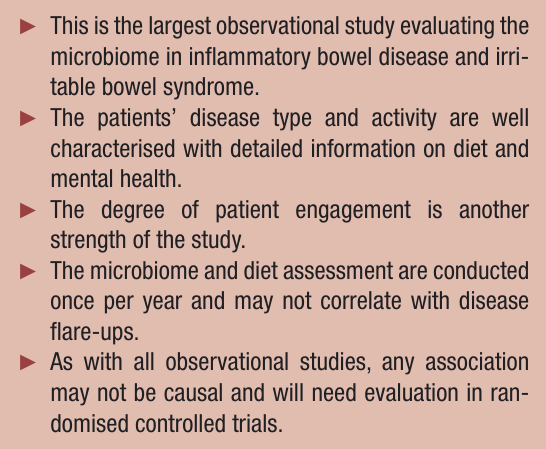 ► This is the largest observational study evaluating the
microbiome in inflammatory bowel disease and irri-
table bowel syndrome.
► The patients’ disease type and activity are well
characterised with detailed information on diet and
mental health.
► The degree of patient engagement is another
strength of the study.
► The microbiome and diet assessment are conducted
once per year and may not correlate with disease
flare-ups.
► As with all observational studies, any association
may not be causal and will need evaluation in ran-
domised controlled trials.